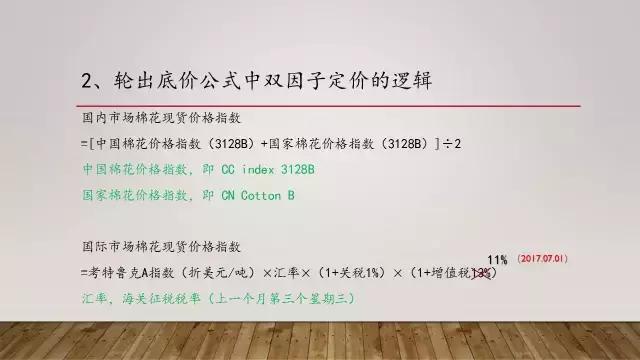 2、轮出底价公式中双因子定价的逻辑
国内市场棉花现货价格指数
=[中国棉花价格指数（3128B）+国家棉花价格指数（3128B）]÷2
中国棉花价格指数，即 CC index 3128B
国家棉花价格指数，即 CN Cotton B
国际市场棉花现货价格指数
11%（2017.07.01）
=考特鲁克A指数（折美元/吨）×汇率×（1+关税1%）×（1+增值税13%）
汇率，海关征税税率（上一个月第三个星期三）